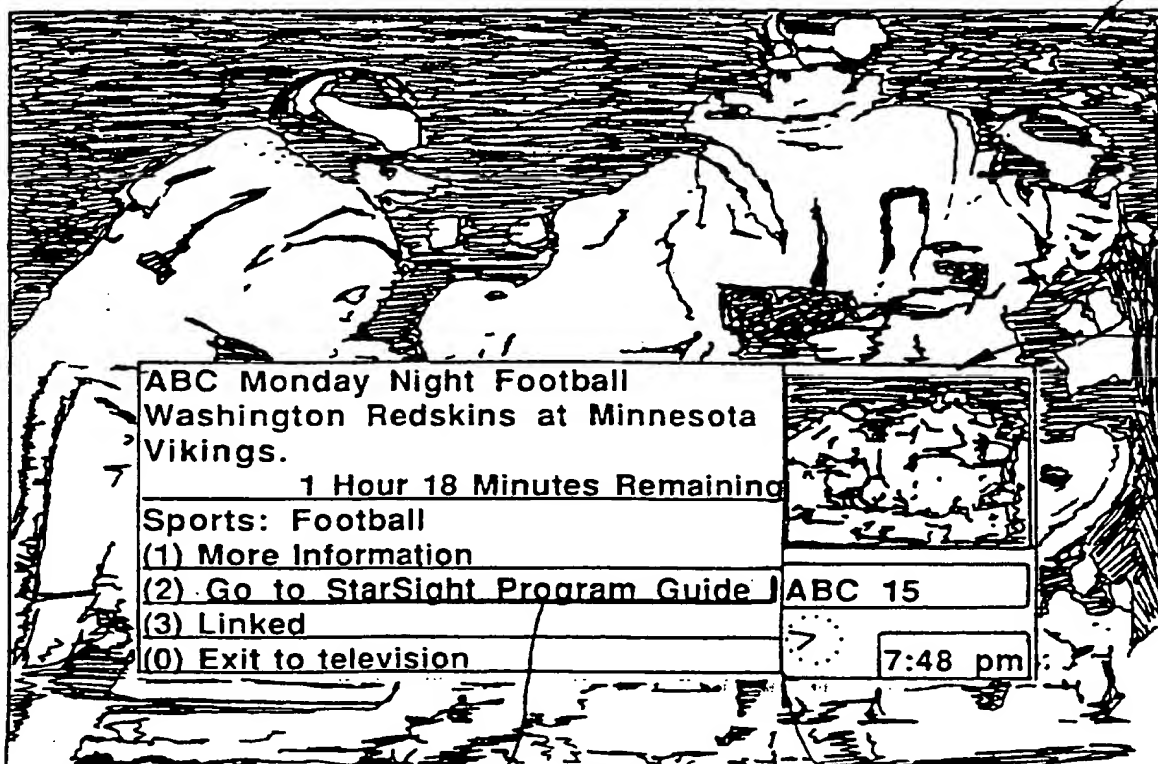 ABC Monday Night Football
Washington Redskins at Minnesota
Vikings.
1 Hour 18 Minutes Remaining
Sports: Football
(1) More Information
(2) Go to StarSight Program Guide
(3) Linked
(0) Exit to television
ABC 15
7:48 pm